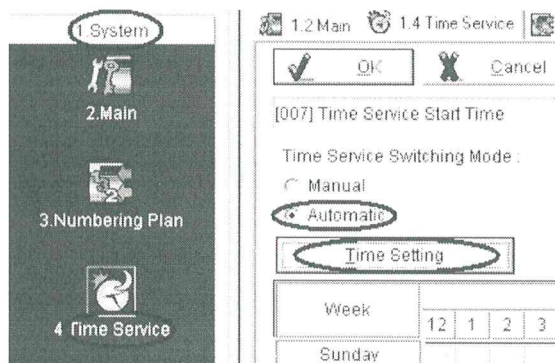 1.System
2.Main
3.Numbering Plan
4.Time Service
1.2 Main 1.4 Time Service
OK Cancel
[007] Time Service Start Time
Time Service Switching Mode :
Manual
Automatic
Time Setting
Week
12 1 2 3
Sunday